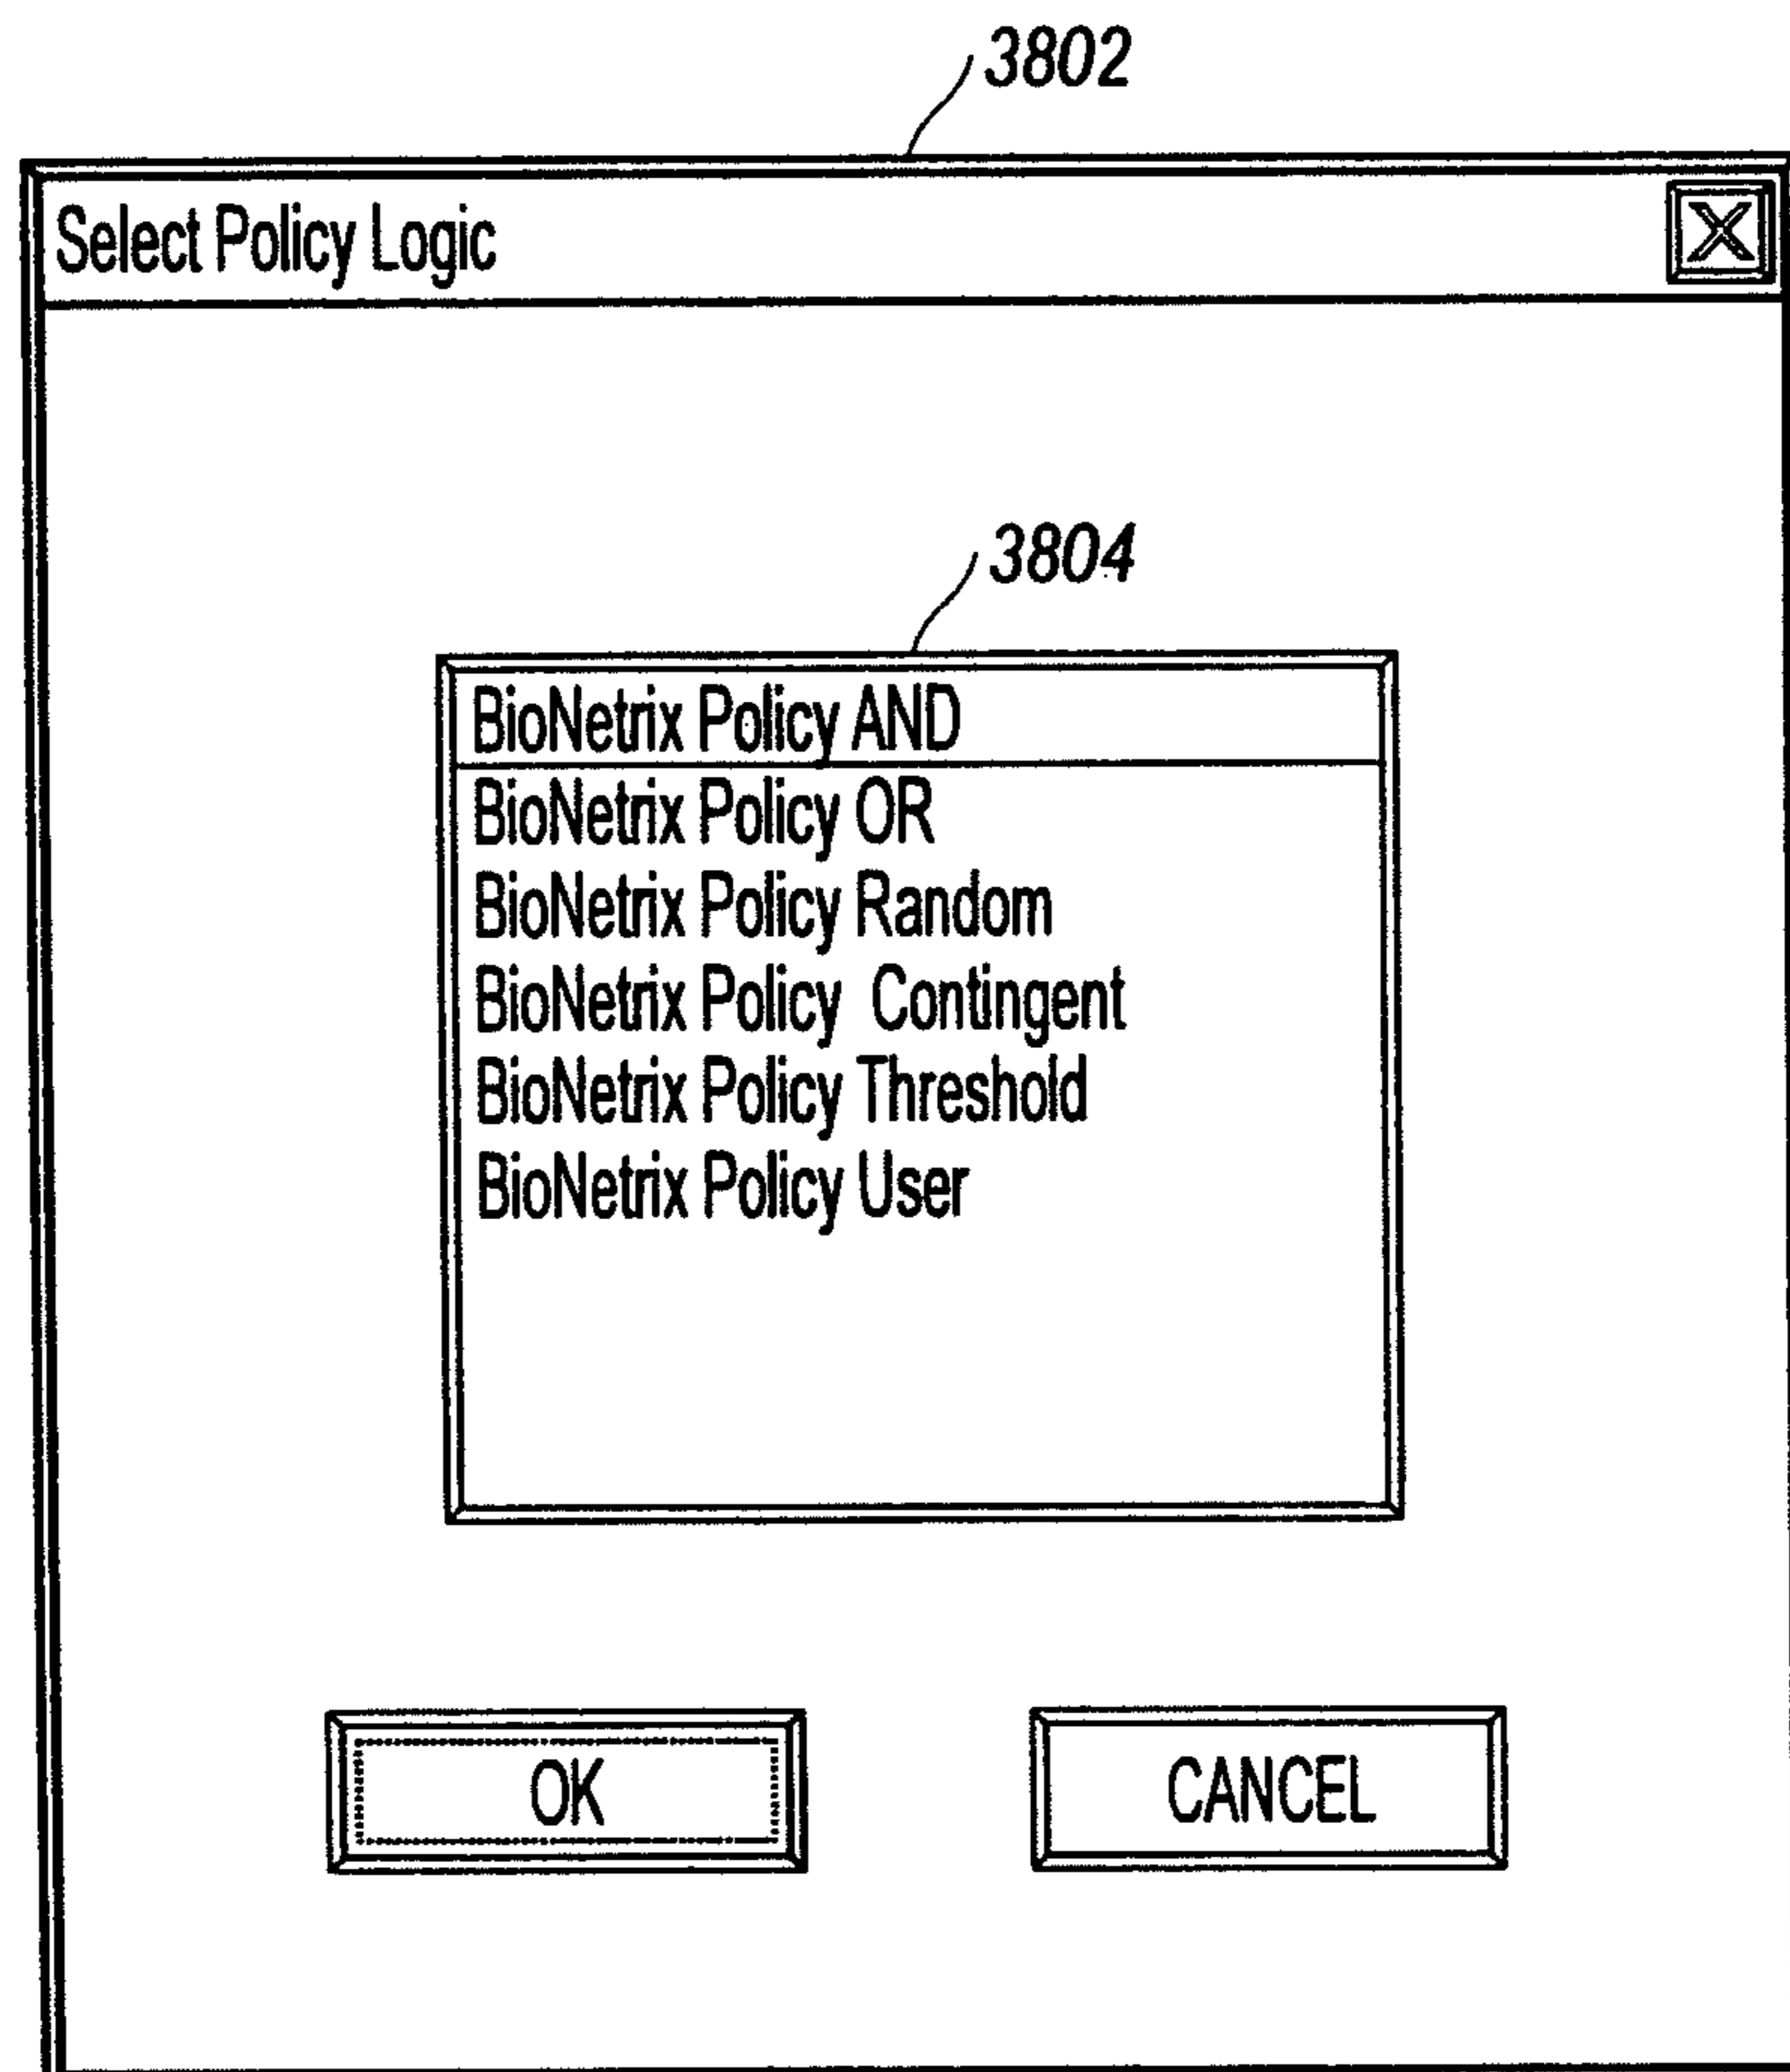 3802
Select Policy Logic
3804
BioNetrix Policy AND
BioNetrix Policy OR
BioNetrix Policy Random
BioNetrix Policy Contingent
BioNetrix Policy Threshold
BioNetrix Policy User
OK CANCEL